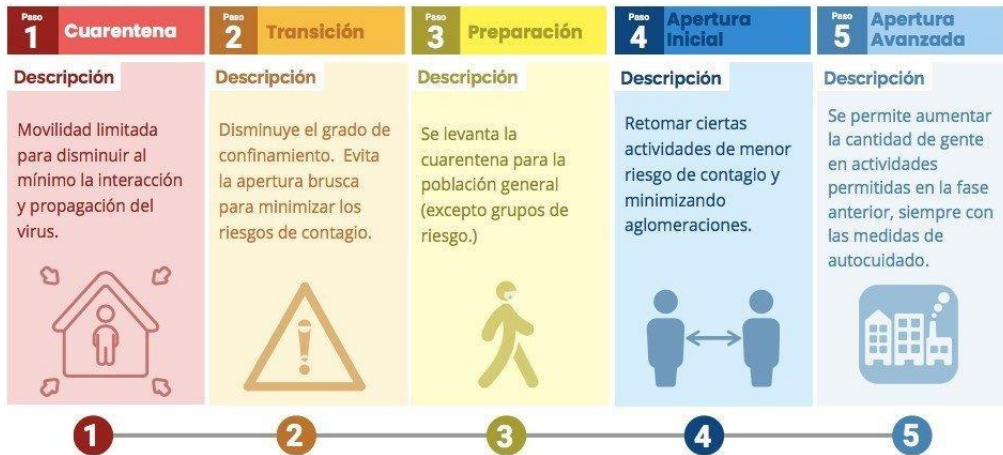 Paso
1
Cuarentena
Descripción
Movilidad limitada
para disminuir al
mínimo la interacción
y propagación del
virus.
Paso
2
Transición
Descripción
Disminuye el grado de
confinamiento. Evita
la apertura brusca
para minimizar los
riesgos de contagio.
Paso
3
Preparación
Descripción
Se levanta la
cuarentena para la
población general
(excepto grupos de
riesgo.)
Paso
4
Apertura
Inicial
Descripción
Retomar ciertas
actividades de menor
riesgo de contagio y
minimizando
aglomeraciones.
Paso
5
Apertura
Avanzada
Descripción
Se permite aumentar
la cantidad de gente
en actividades
permitidas en la fase
anterior, siempre con
las medidas de
autocuidado.
1
2
3
4
5